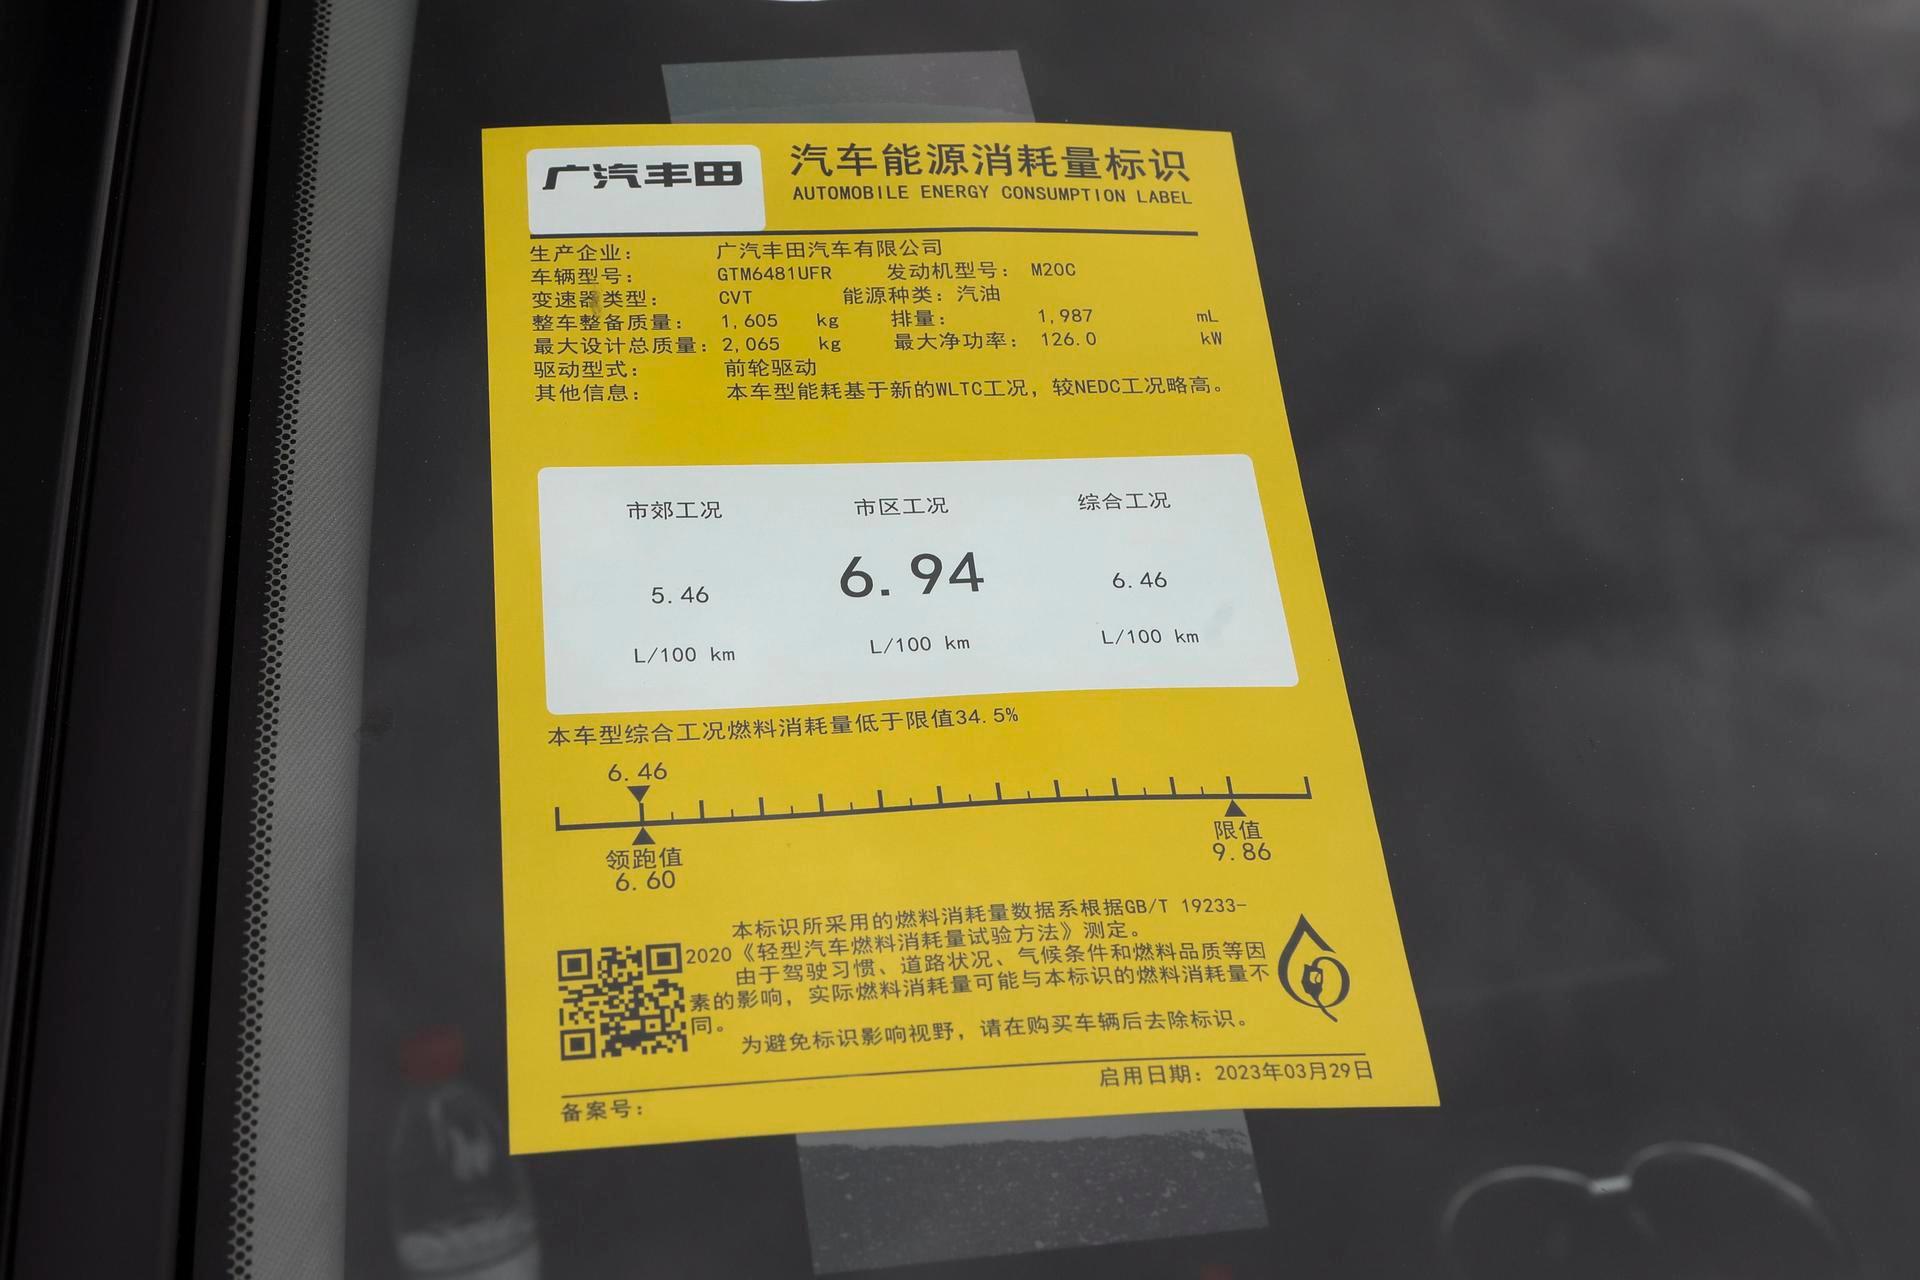 广汽丰田
汽车能源消耗量标识
AUTOMOBILE ENERGY CONSUMPTION LABEL
生产企业: 广汽丰田汽车有限公司
车辆型号: GTM6481UFR 发动机型号: M20C
变速器类型: CVT 能源种类: 汽油
整车整备质量: 1,605 kg 排量: 1,987 mL
最大设计总质量: 2,065 kg 最大净功率: 126.0 kW
驱动型式: 前轮驱动
其他信息: 本车型能耗基于新的WLTC工况，较NEDC工况略高。
市郊工况 市区工况 综合工况
5.46 6.94 6.46
L/100 km L/100 km L/100 km
本车型综合工况燃料消耗量低于限值34.5%
6.46
领跑值 限值
6.60 9.86
本标识所采用的燃料消耗量数据系根据GB/T 19233-
2020《轻型汽车燃料消耗量试验方法》测定。
由于驾驶习惯、道路状况、气候条件和燃料品质等因
素的影响，实际燃料消耗量可能与本标识的燃料消耗量不
同。
为避免标识影响视野，请在购买车辆后去除标识。
启用日期: 2023年03月29日
备案号: